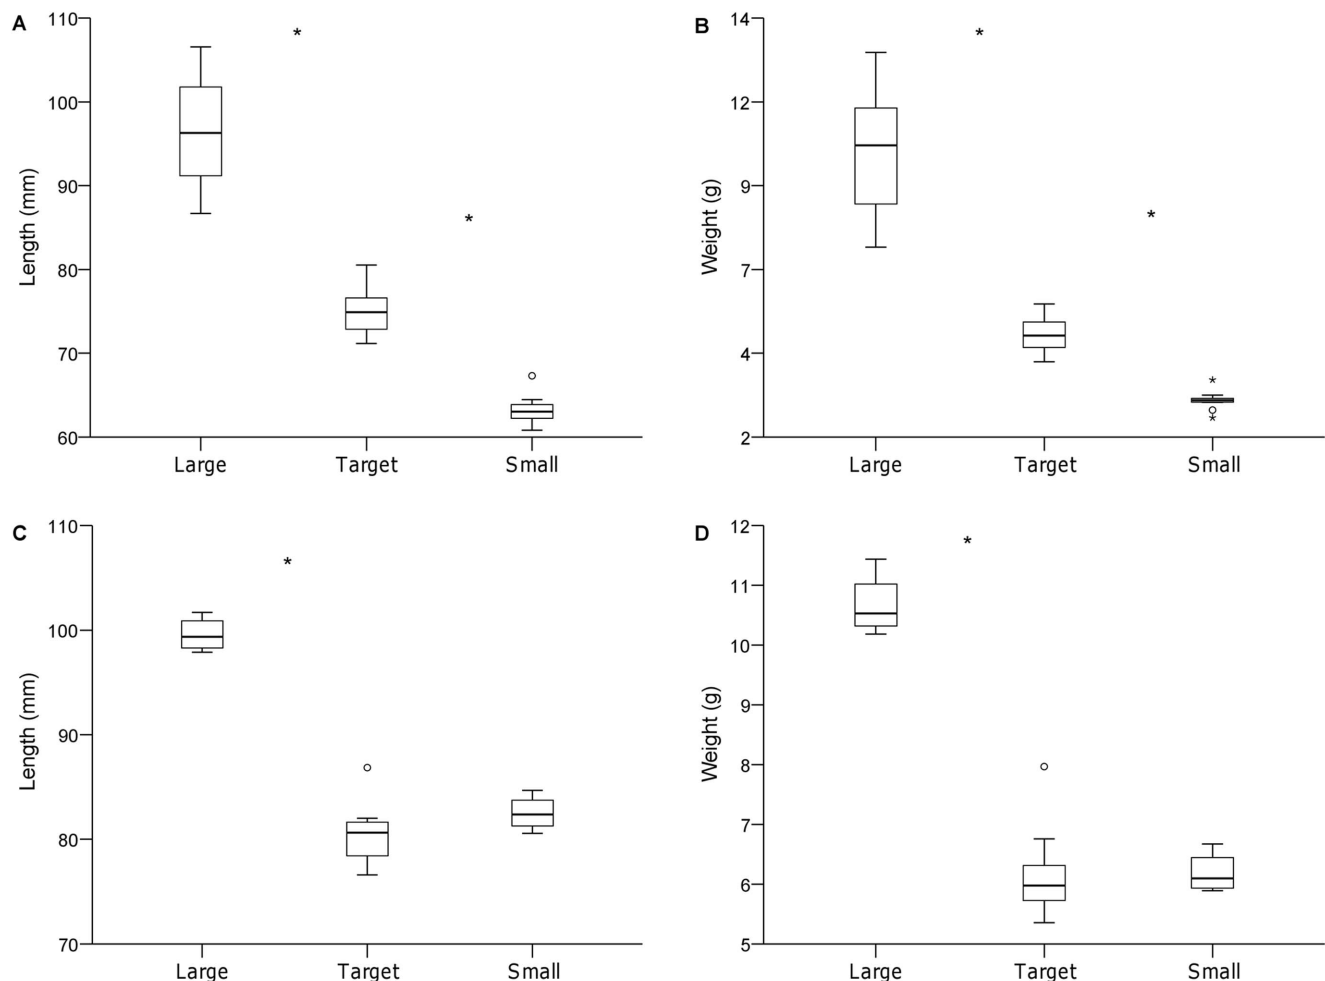 A
110
100
90
80
70
60
Length (mm)
*
*
Large
Target
Small
B
14
12
9
7
4
2
Weight (g)
*
*
*
*
Large
Target
Small
C
110
100
90
80
70
Length (mm)
*
Large
Target
Small
D
12
11
10
9
8
7
6
5
Weight (g)
*
Large
Target
Small